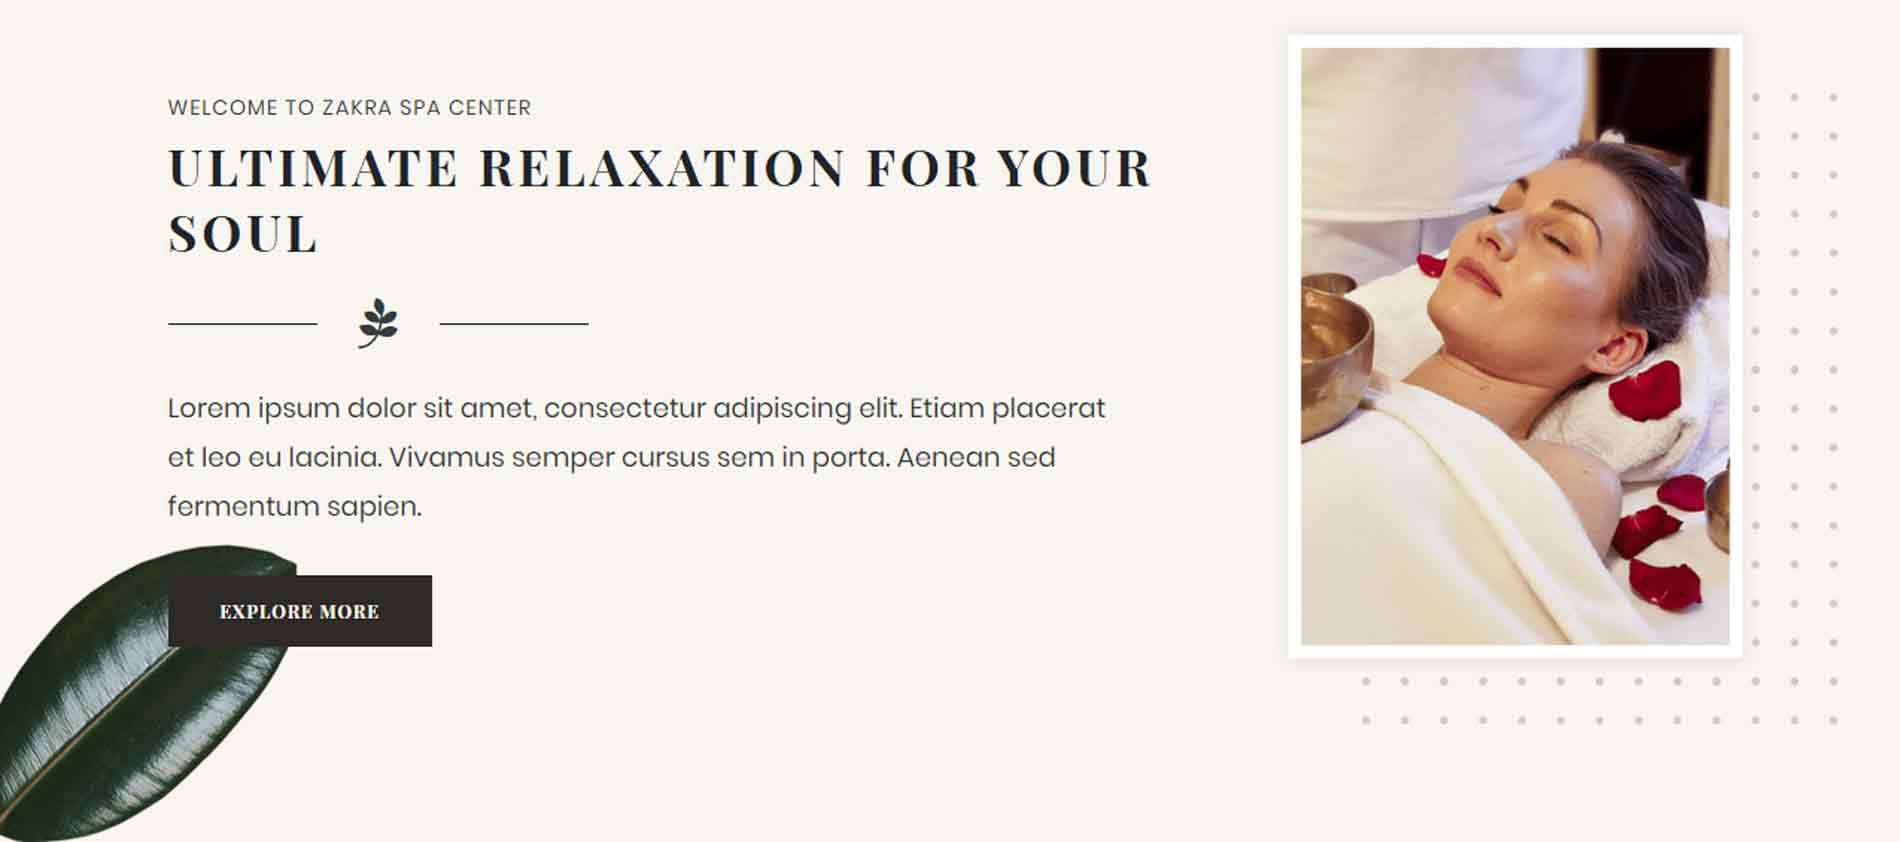 WELCOME TO ZAKRA SPA CENTER
ULTIMATE RELAXATION FOR YOUR
SOUL
Lorem ipsum dolor sit amet, consectetur adipiscing elit. Etiam placerat
et leo eu lacinia. Vivamus semper cursus sem in porta. Aenean sed
fermentum sapien.
EXPLORE MORE